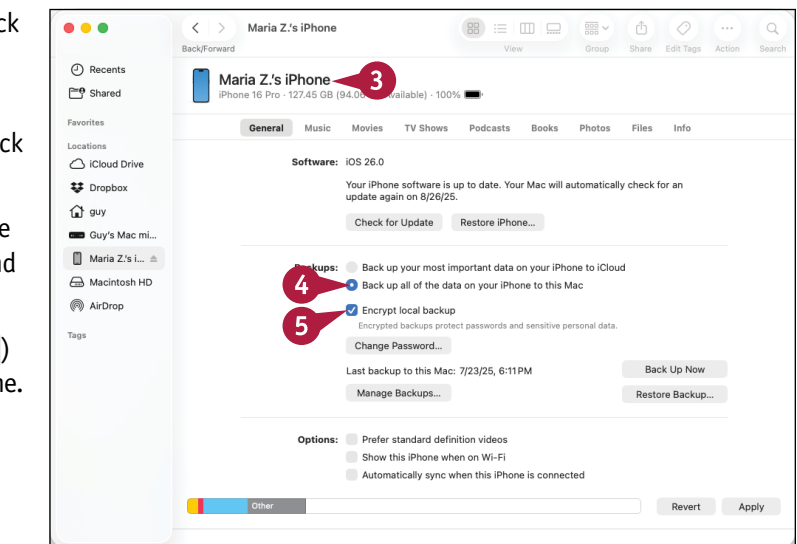 ck
ck
e
nd
)
ne.
Maria Z.'s iPhone
Back/Forward
View
Group
Share
Edit Tags
Action
Search
Recents
Shared
Favorites
Locations
iCloud Drive
Dropbox
guy
Guy's Mac mi...
Maria Z.'s i...
Macintosh HD
AirDrop
Tags
Maria Z.'s iPhone
3
iPhone 16 Pro · 127.45 GB (94.0 · 100%
General Music Movies TV Shows Podcasts Books Photos Files Info
Software: iOS 26.0
Your iPhone software is up to date. Your Mac will automatically check for an
update again on 8/26/25.
Check for Update Restore iPhone...
Back up your most important data on your iPhone to iCloud
4
Back up all of the data on your iPhone to this Mac
5
Encrypt local backup
Encrypted backups protect passwords and sensitive personal data.
Change Password...
Last backup to this Mac: 7/23/25, 6:11 PM
Back Up Now
Manage Backups...
Restore Backup...
Options: Prefer standard definition videos
Show this iPhone when on Wi-Fi
Automatically sync when this iPhone is connected
Other
Revert
Apply